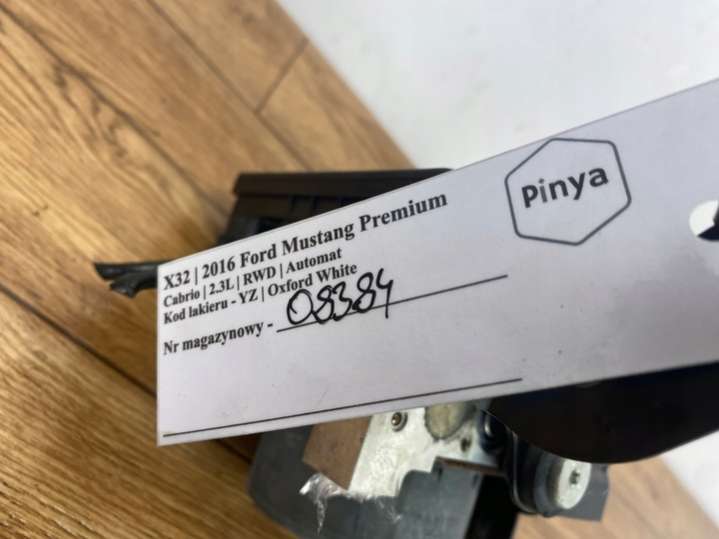 Pinya
X32 | 2016 Ford Mustang Premium
Cabrio | 2.3L | RWD | Automat
Kod lakieru - YZ | Oxford White
Nr magazynowy - 08384